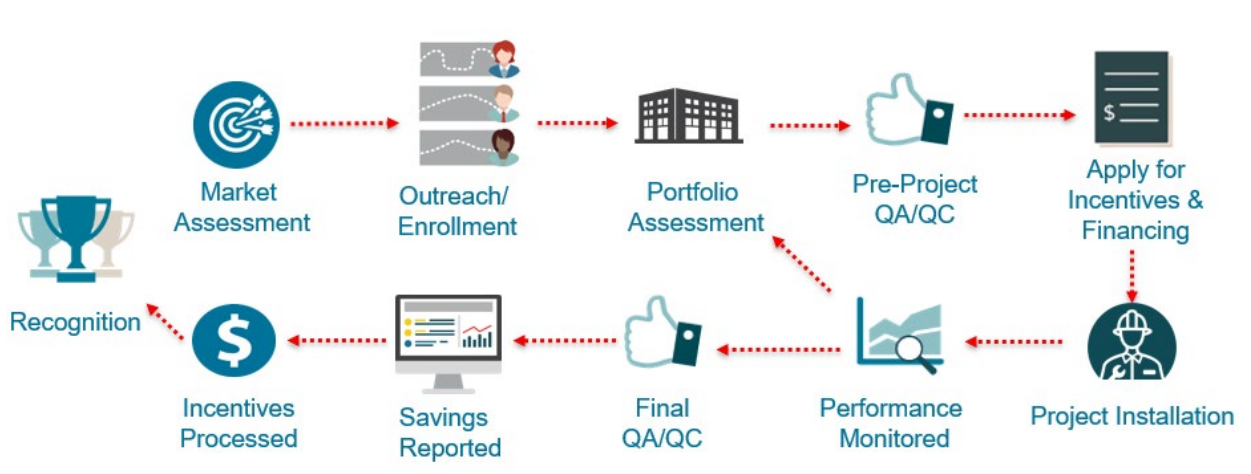 Market
Assessment
Outreach/
Enrollment
Portfolio
Assessment
Pre-Project
QA/QC
$
Apply for
Incentives &
Financing
Recognition
$
Incentives
Processed
Savings
Reported
Final
QA/QC
Performance
Monitored
Project Installation